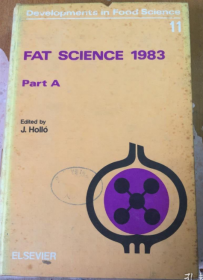 Developments in Food Science
11
FAT SCIENCE 1983
Part A
Edited by
J. Holló
ELSEVIER